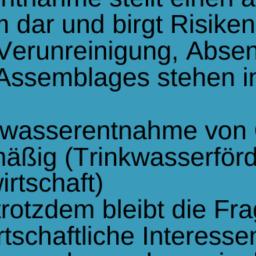 ntnahme stellt einen a
n dar und birgt Risiken
Verunreinigung, Absen
Assemblages stehen in

wasserentnahme von
mäßig (Trinkwasserförd
wirtschaft)
trotzdem bleibt die Frag
rtschaftliche Interessen